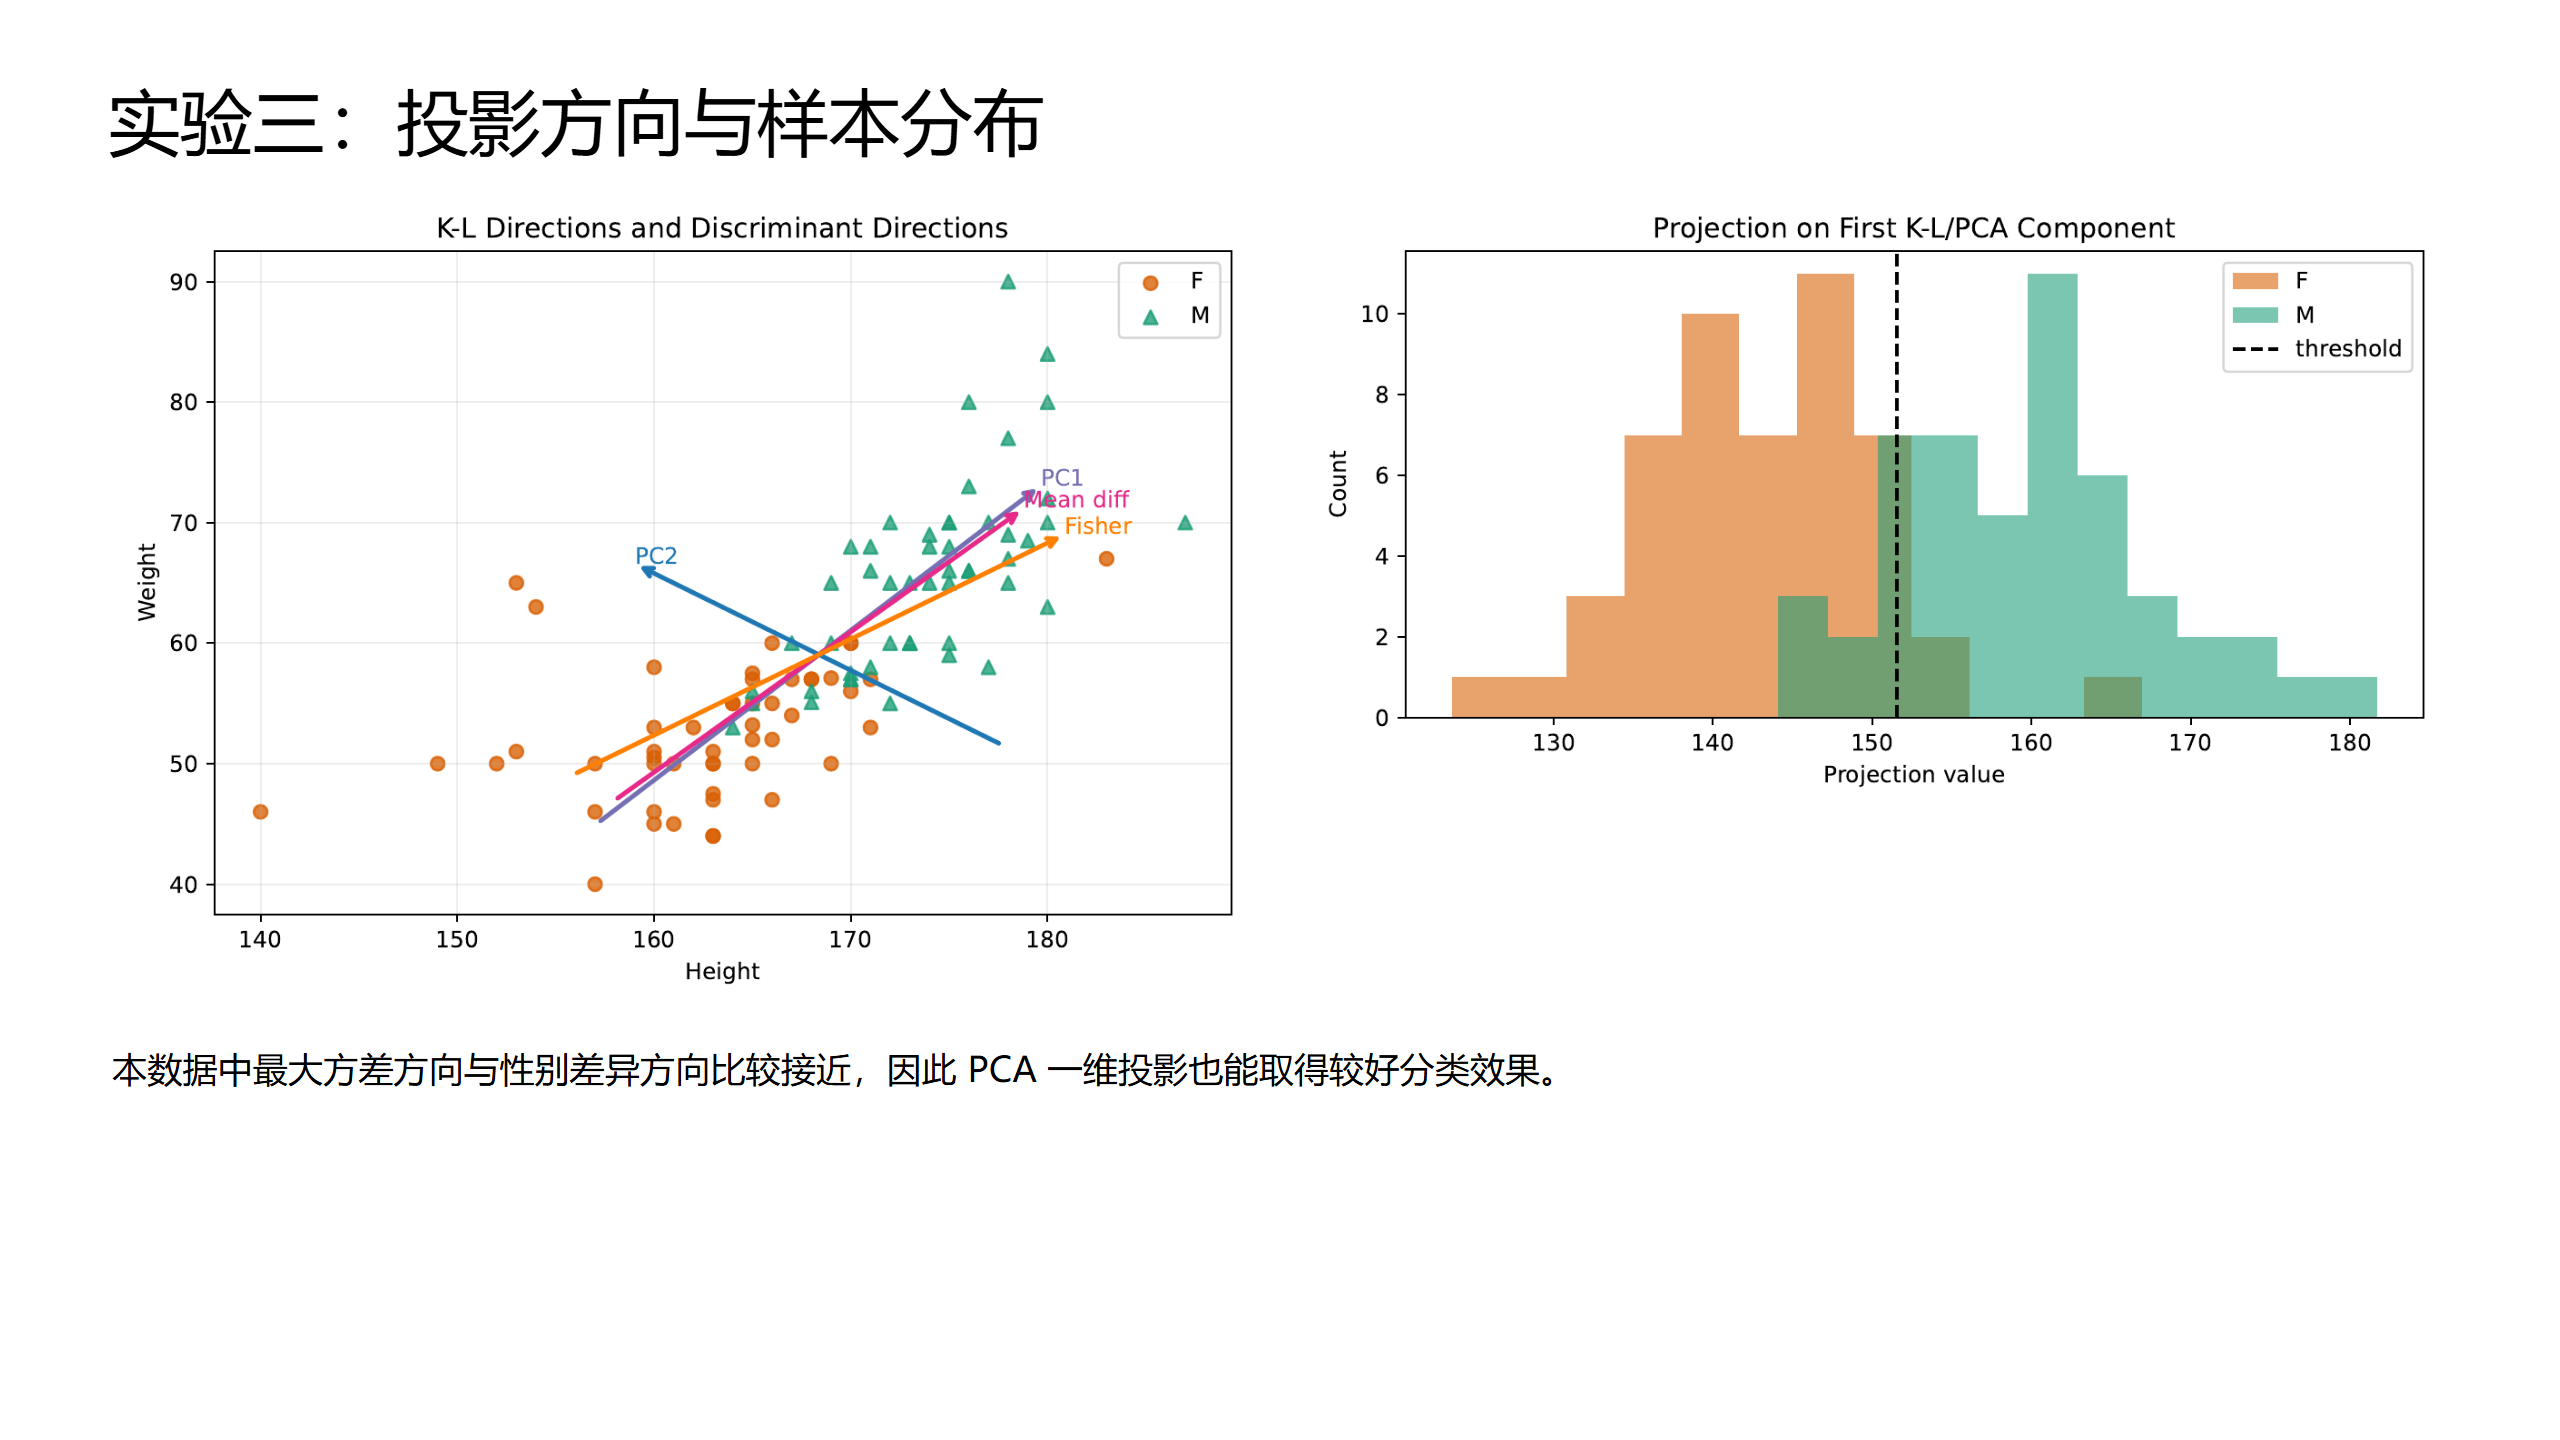 实验三：投影方向与样本分布
K-L Directions and Discriminant Directions
F
M
PC1
Mean diff
Fisher
PC2
Weight
90
80
70
60
50
40
140
150
160
170
180
Height
Projection on First K-L/PCA Component
F
M
threshold
Count
10
8
6
4
2
0
130
140
150
160
170
180
Projection value
本数据中最大方差方向与性别差异方向比较接近，因此 PCA 一维投影也能取得较好分类效果。